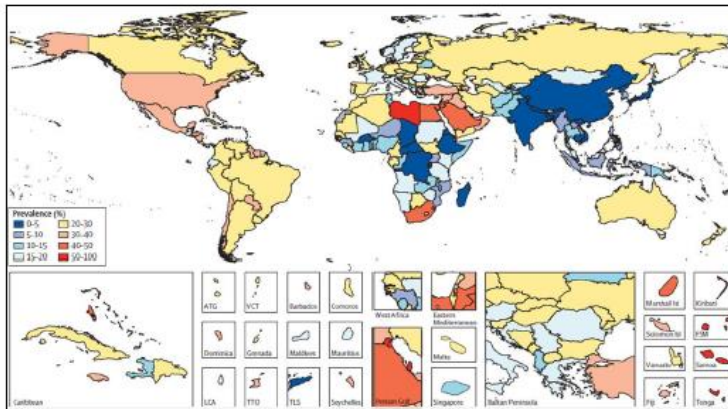 Prevalence (%)
0-5
5-10
10-15
15-20
20-30
30-40
40-50
50-100
Caribbean
ATG
VCT
Barbados
Comoros
Dominica
Grenada
Maldives
Mauritius
LCA
TTO
TLS
Seychelles
West Africa
Eastern
Mediterranean
Persian Gulf
Malta
Singapore
Balkan Peninsula
Marshall Isl
Kiribati
Solomon Isl
FSM
Vanuatu
Samoa
Fiji
Tonga